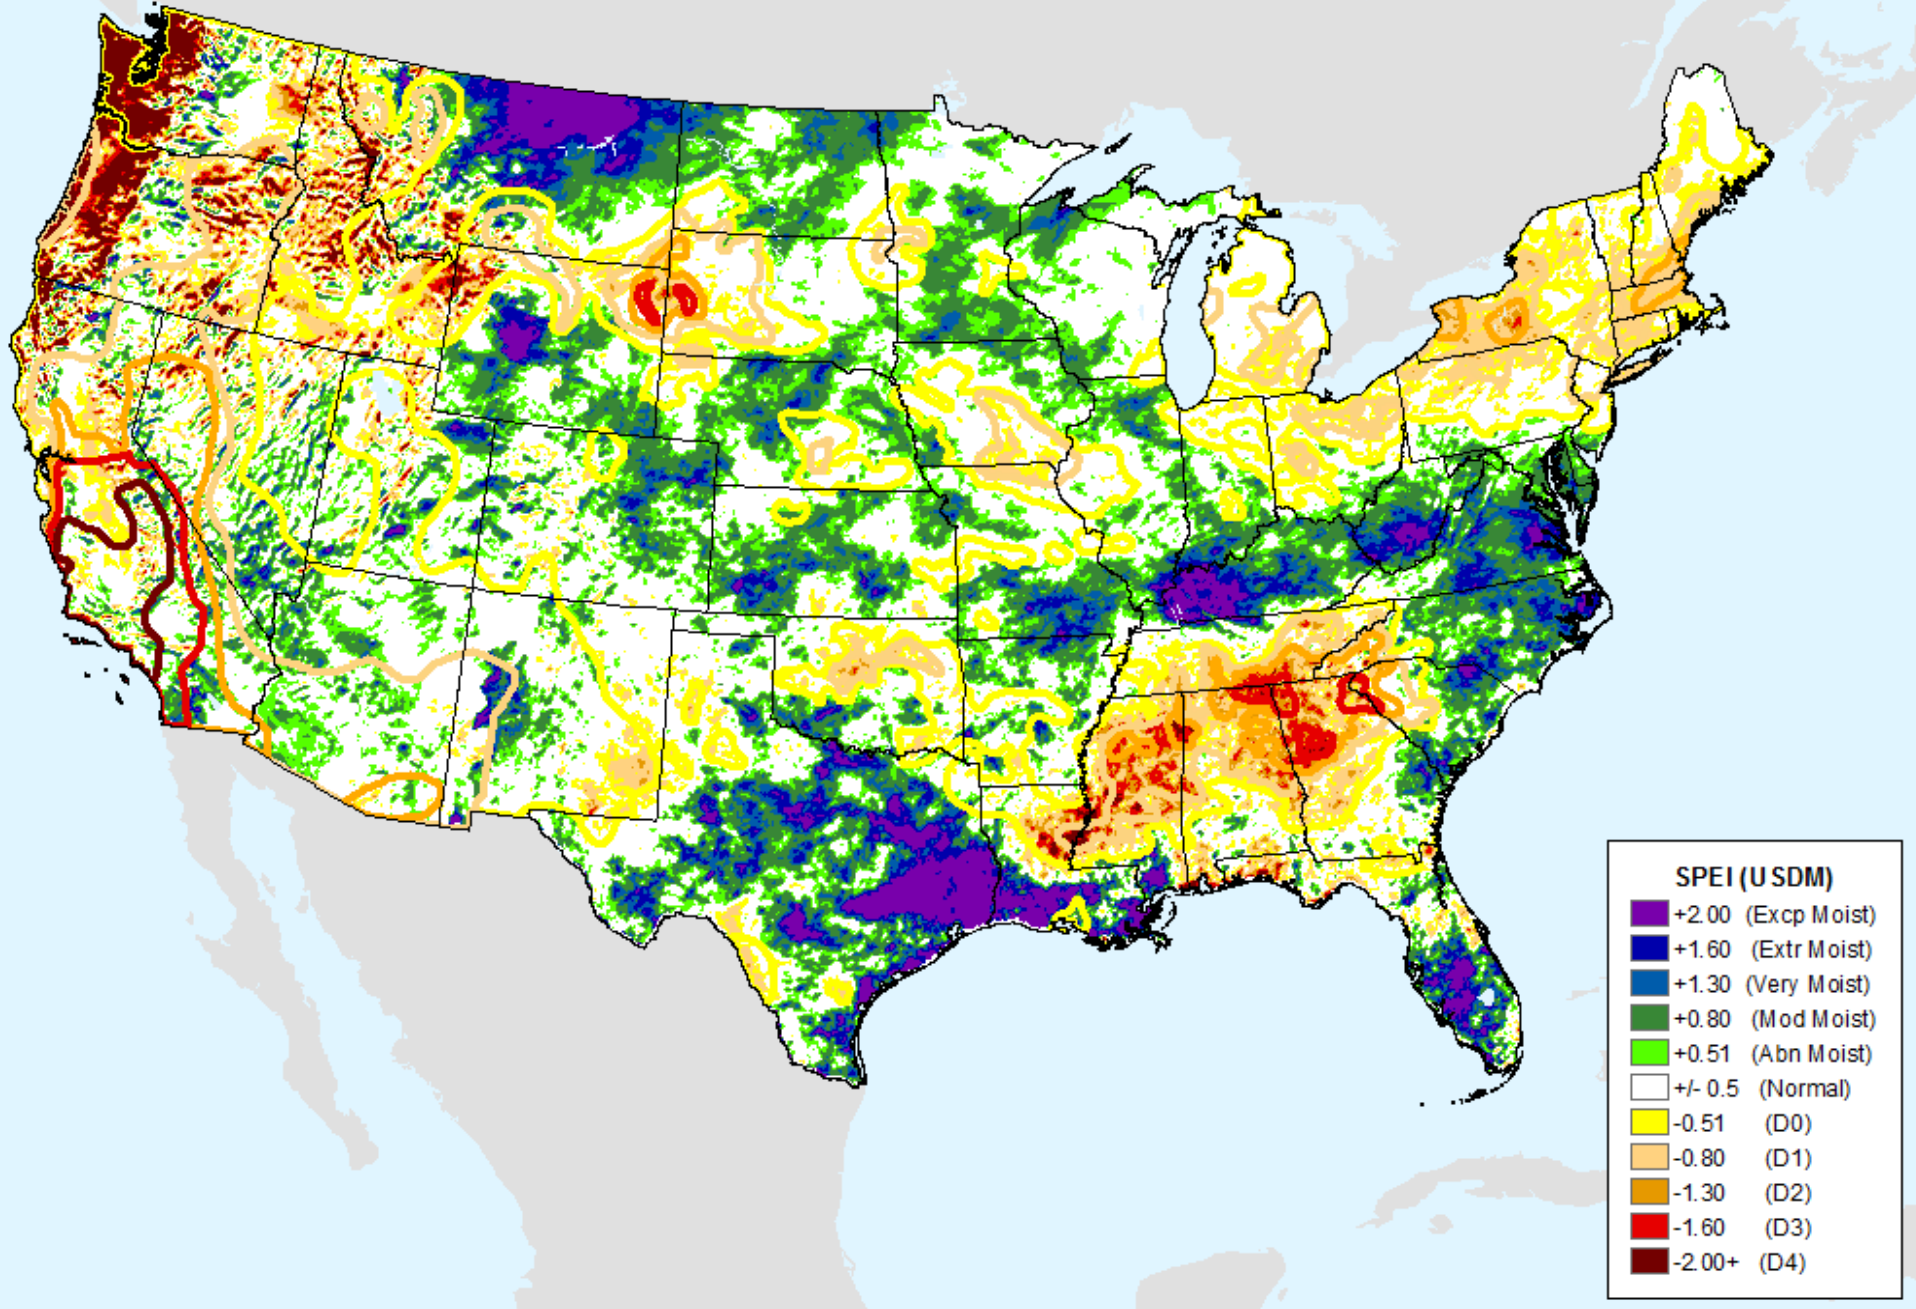 SPEI (USDM)
+2.00 (Excp Moist)
+1.60 (Extr Moist)
+1.30 (Very Moist)
+0.80 (Mod Moist)
+0.51 (Abn Moist)
+/- 0.5 (Normal)
-0.51 (D0)
-0.80 (D1)
-1.30 (D2)
-1.60 (D3)
-2.00+ (D4)